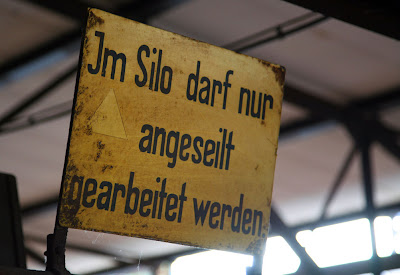 Jm Silo darf nur
angeseilt
gearbeitet werden.